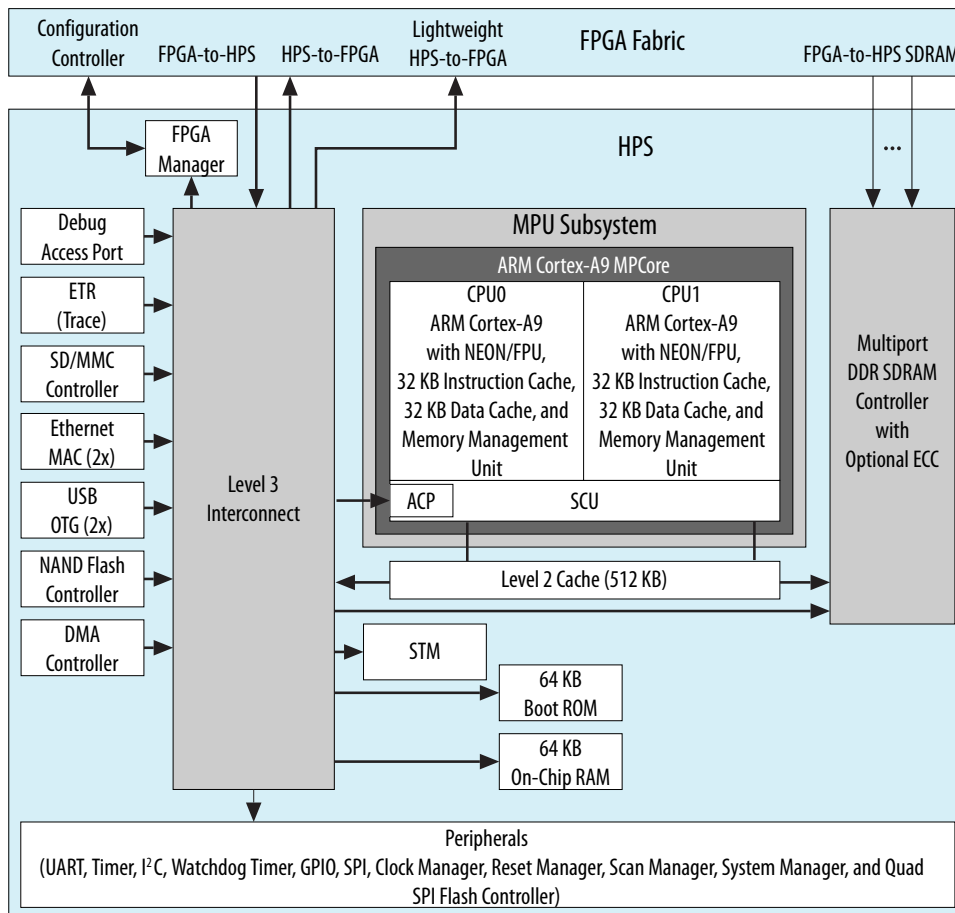 Configuration
Controller
FPGA-to-HPS
HPS-to-FPGA
Lightweight
HPS-to-FPGA
FPGA Fabric
FPGA-to-HPS SDRAM
FPGA
Manager
HPS
...
Debug
Access Port
ETR
(Trace)
SD/MMC
Controller
Ethernet
MAC (2x)
USB
OTG (2x)
NAND Flash
Controller
DMA
Controller
Level 3
Interconnect
MPU Subsystem
ARM Cortex-A9 MPCore
CPU0
ARM Cortex-A9
with NEON/FPU,
32 KB Instruction Cache,
32 KB Data Cache, and
Memory Management
Unit
CPU1
ARM Cortex-A9
with NEON/FPU,
32 KB Instruction Cache,
32 KB Data Cache, and
Memory Management
Unit
ACP
SCU
Level 2 Cache (512 KB)
Multiport
DDR SDRAM
Controller
with
Optional ECC
STM
64 KB
Boot ROM
64 KB
On-Chip RAM
Peripherals
(UART, Timer, I²C, Watchdog Timer, GPIO, SPI, Clock Manager, Reset Manager, Scan Manager, System Manager, and Quad
SPI Flash Controller)